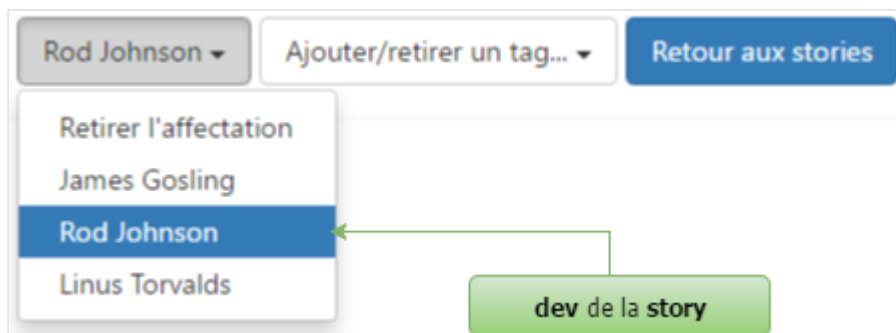 Rod Johnson
Ajouter/retirer un tag...
Retour aux stories
Retirer l'affectation
James Gosling
Rod Johnson
Linus Torvalds
dev de la story